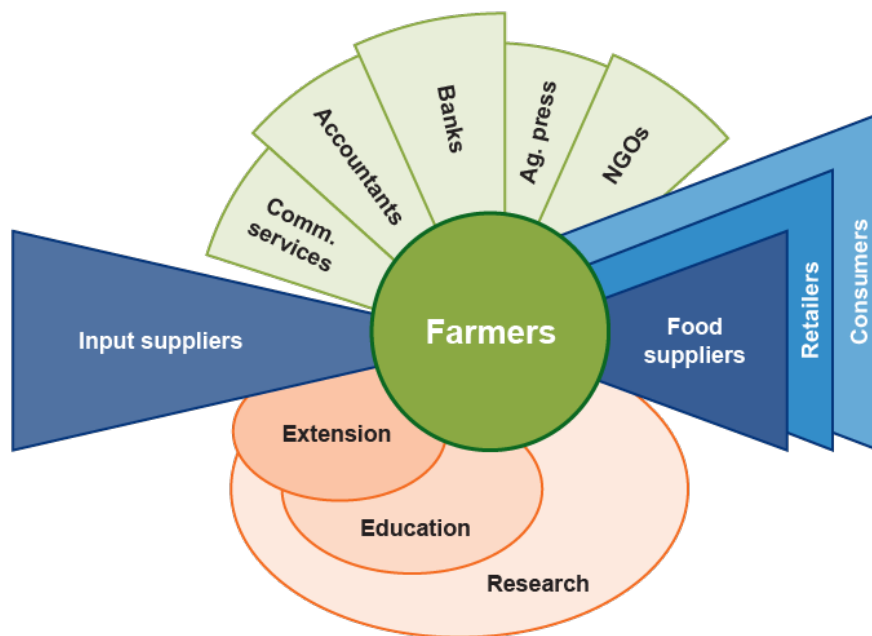 Banks
Ag. press
Accountants
NGOs
Comm.
services
Input suppliers
Farmers
Food
suppliers
Retailers
Consumers
Extension
Education
Research